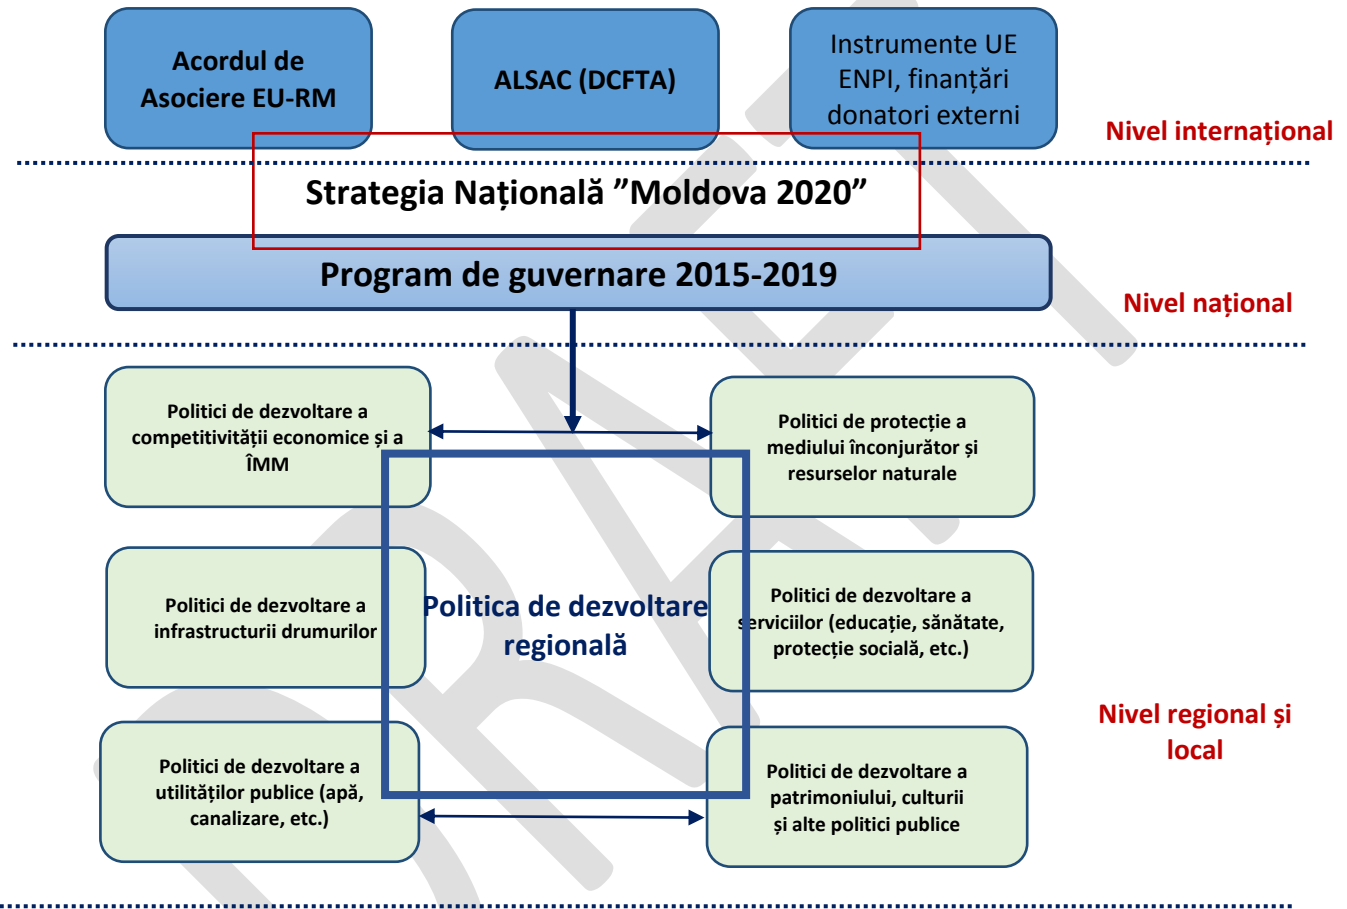 Acordul de
Asociere EU-RM
ALSAC (DCFTA)
Instrumente UE
ENPI, finanțări
donatori externi
Nivel internațional
Strategia Națională ”Moldova 2020”
Program de guvernare 2015-2019
Nivel național
Politici de dezvoltare a
competitivității economice și a
ÎMM
Politici de protecție a
mediului înconjurător și
resurselor naturale
Politici de dezvoltare a
infrastructurii drumurilor
Politica de dezvoltare
regională
Politici de dezvoltare a
serviciilor (educație, sănătate,
protecție socială, etc.)
Nivel regional și
local
Politici de dezvoltare a
utilităților publice (apă,
canalizare, etc.)
Politici de dezvoltare a
patrimoniului, culturii
și alte politici publice
DRAFT